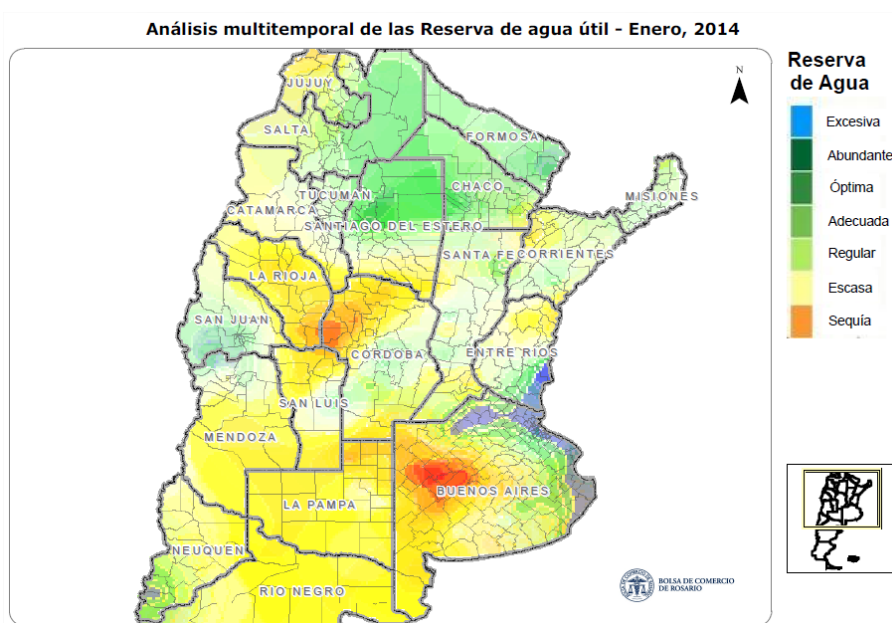 Análisis multitemporal de las Reserva de agua útil - Enero, 2014
Reserva
de Agua
Excesiva
Abundante
Óptima
Adecuada
Regular
Escasa
Sequía
N
JUJUY
SALTA
FORMOSA
CHACO
TUCUMAN
MISIONES
CATAMARCA
SANTIAGO DEL ESTERO
SANTA FE
CORRIENTES
LA RIOJA
SAN JUAN
CORDOBA
ENTRE RIOS
SAN LUIS
MENDOZA
BUENOS AIRES
LA PAMPA
NEUQUEN
RIO NEGRO
BOLSA DE COMERCIO
DE ROSARIO